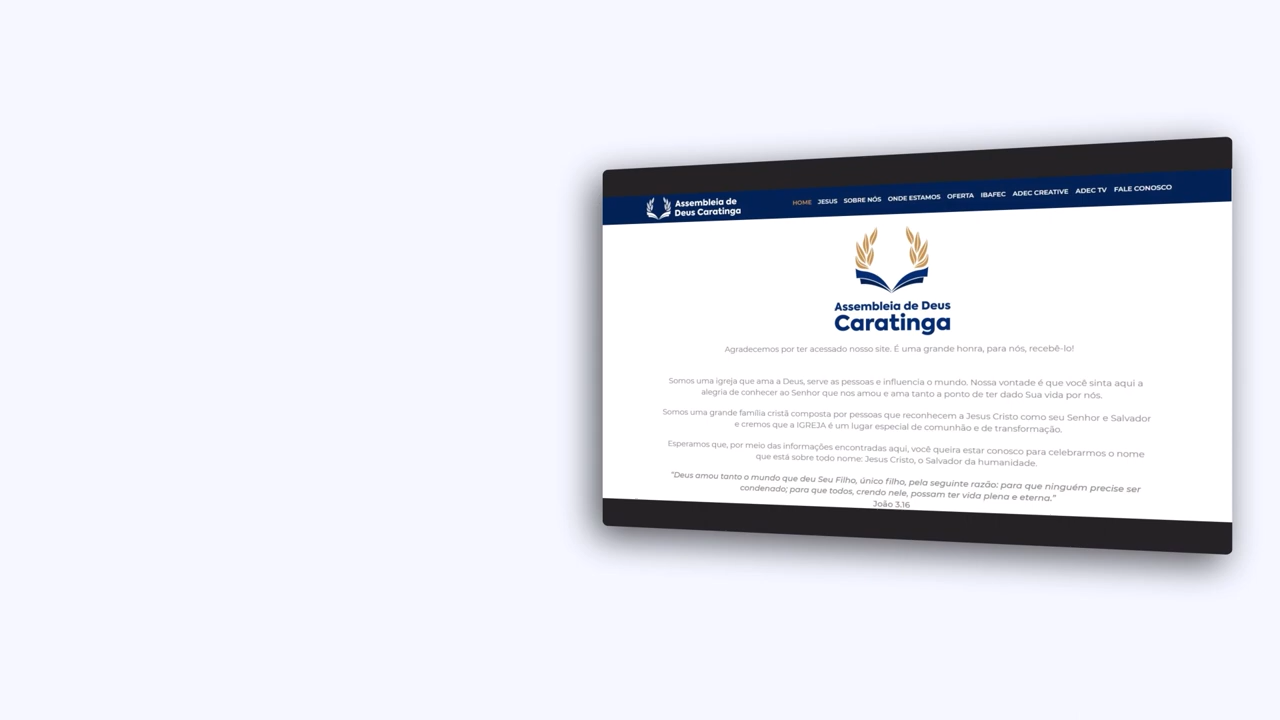 Assembleia de
Deus Caratinga
HOME JESUS SOBRE NÓS ONDE ESTAMOS OFERTA IBAFEC ADEC CREATIVE ADEC TV FALE CONOSCO
Assembleia de Deus
Caratinga
Agradecemos por ter acessado nosso site. É uma grande honra, para nós, recebê-lo!
Somos uma igreja que ama a Deus, serve as pessoas e influencia o mundo. Nossa vontade é que você sinta aqui a
alegria de conhecer ao Senhor que nos amou e ama tanto a ponto de ter dado Sua vida por nós.
Somos uma grande família cristã composta por pessoas que reconhecem a Jesus Cristo como seu Senhor e Salvador
e cremos que a IGREJA é um lugar especial de comunhão e de transformação.
Esperamos que, por meio das informações encontradas aqui, você queira estar conosco para celebrarmos o nome
que está sobre todo nome: Jesus Cristo, o Salvador da humanidade.
“Deus amou tanto o mundo que deu Seu Filho, único filho, pela seguinte razão: para que ninguém precise ser
condenado; para que todos, crendo nele, possam ter vida plena e eterna.”
João 3.16